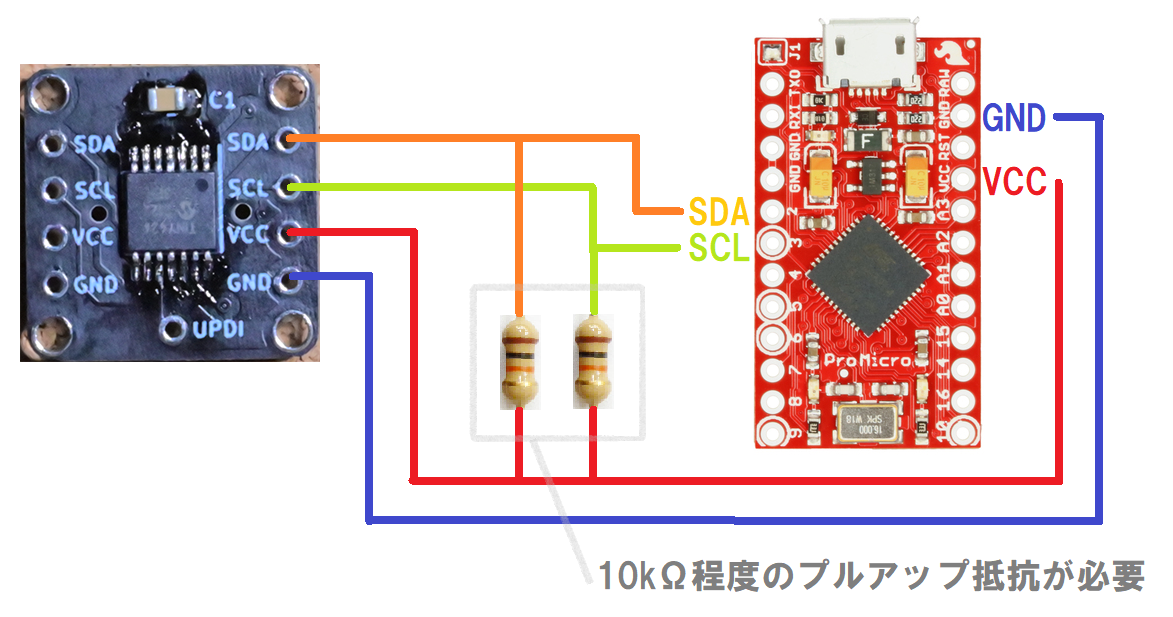 C1
SDA
SCL
VCC
GND
SDA
SCL
VCC
GND
UPDI
SDA
SCL
J1
TXO
RXI
GND
GND
2
3
4
5
6
7
8
9
RAW
GND
RST
VCC
A3
A2
A1
A0
15
14
16
10
F
ProMicro
16.000
SPK W18
GND
VCC
10kΩ程度のプルアップ抵抗が必要